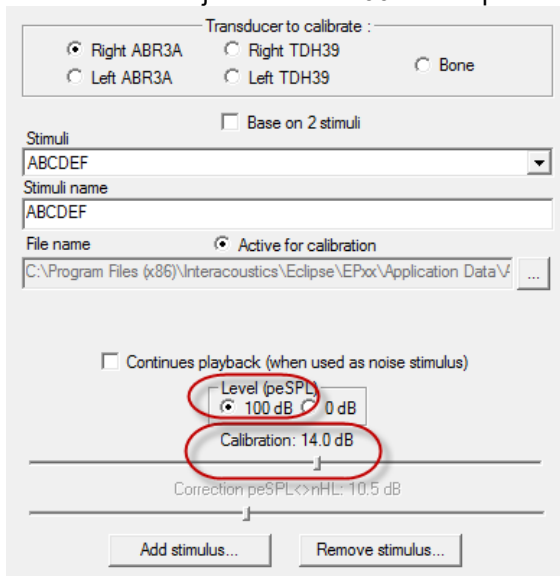 Transducer to calibrate :
Right ABR3A Right TDH39 Bone
Left ABR3A Left TDH39
Base on 2 stimuli
Stimuli
ABCDEF
Stimuli name
ABCDEF
File name Active for calibration
C:\Program Files (x86)\Interacoustics\Eclipse\EPxx\Application Data\ ...
Continues playback (when used as noise stimulus)
Level (peSPL)
100 dB 0 dB
Calibration: 14.0 dB
Correction peSPL<>nHL: 10.5 dB
Add stimulus... Remove stimulus...